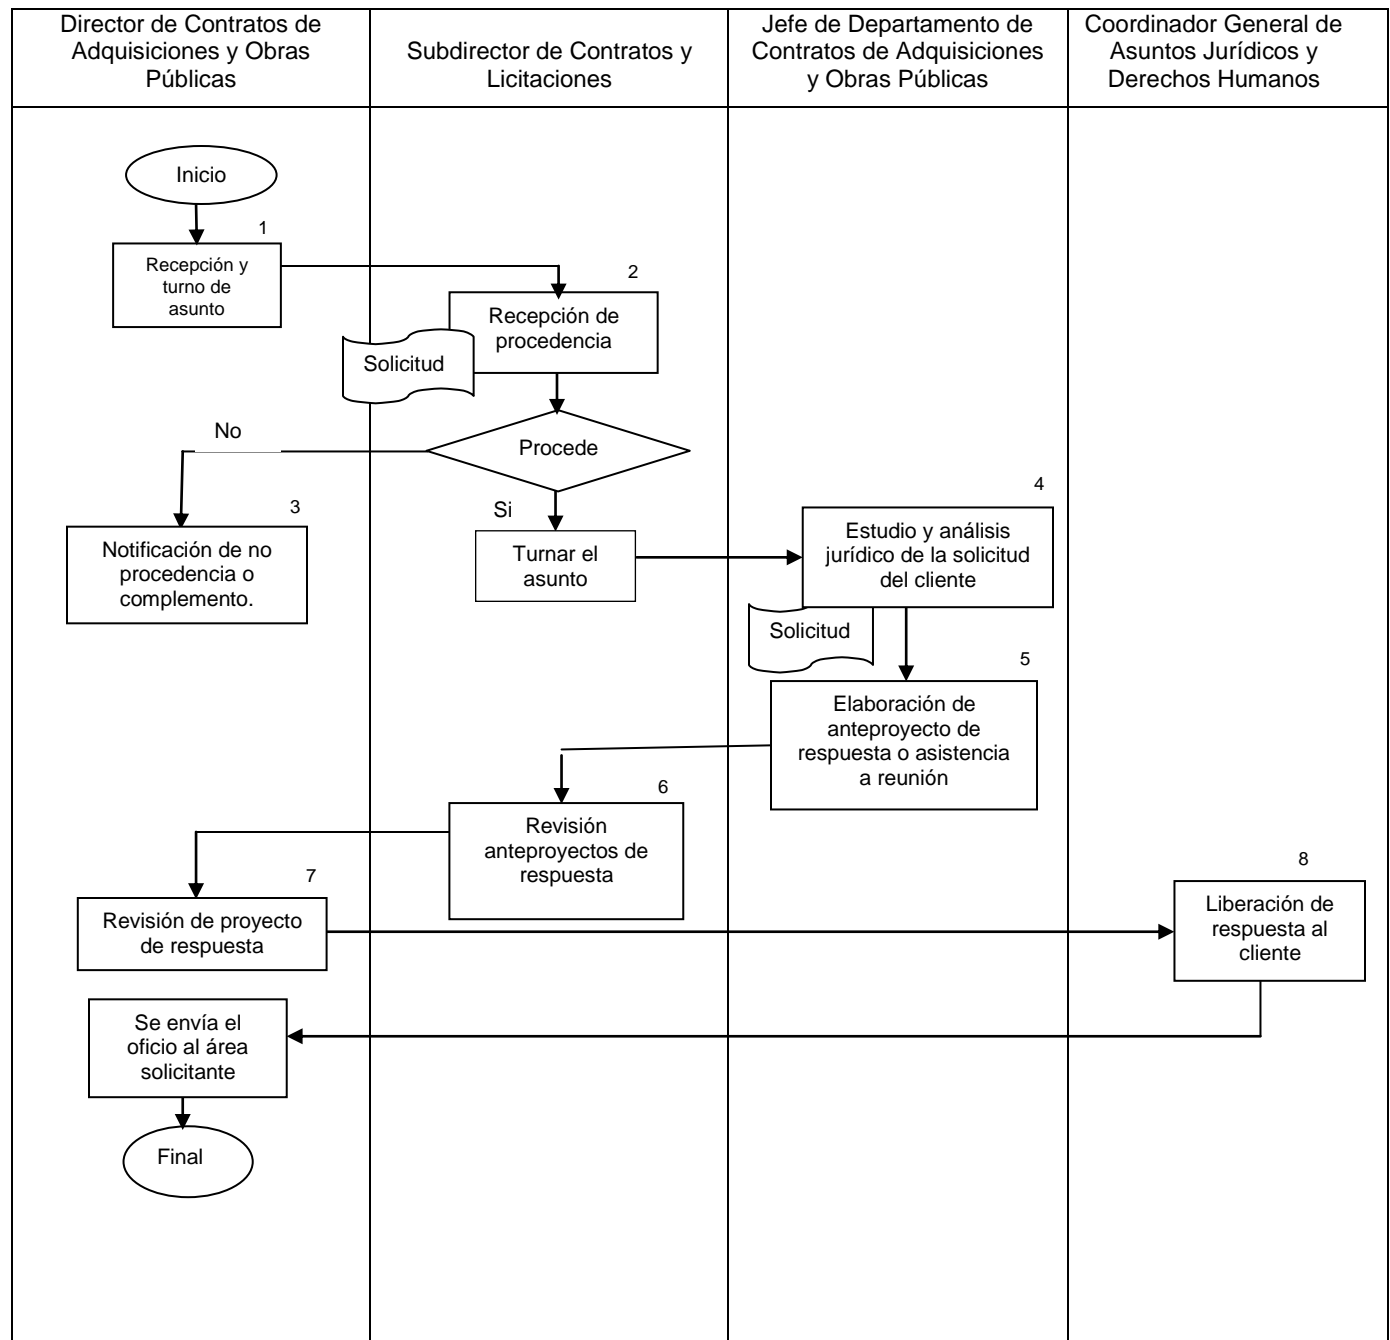 Director de Contratos de
Adquisiciones y Obras
Públicas
Subdirector de Contratos y
Licitaciones
Jefe de Departamento de
Contratos de Adquisiciones
y Obras Públicas
Coordinador General de
Asuntos Jurídicos y
Derechos Humanos
Inicio
1
Recepción y
turno de
asunto
2
Recepción de
procedencia
Solicitud
Procede
No
Si
3
Notificación de no
procedencia o
complemento.
Turnar el
asunto
4
Estudio y análisis
jurídico de la solicitud
del cliente
Solicitud
5
Elaboración de
anteproyecto de
respuesta o asistencia
a reunión
6
Revisión
anteproyectos de
respuesta
7
Revisión de proyecto
de respuesta
8
Liberación de
respuesta al
cliente
Se envía el
oficio al área
solicitante
Final